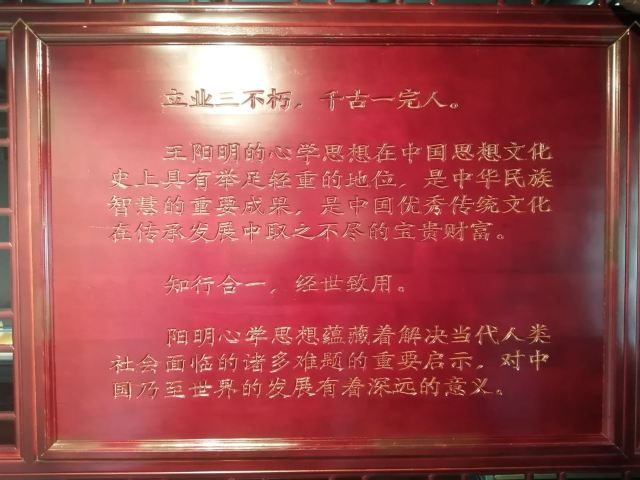 立业三不朽，千古一完人。
王阳明的心学思想在中国思想文化
史上具有举足轻重的地位，是中华民族
智慧的重要成果，是中国优秀传统文化
在传承发展中取之不尽的宝贵财富。
知行合一，经世致用。
阳明心学思想蕴藏着解决当代人类
社会面临的诸多难题的重要启示，对中
国乃至世界的发展有着深远的意义。